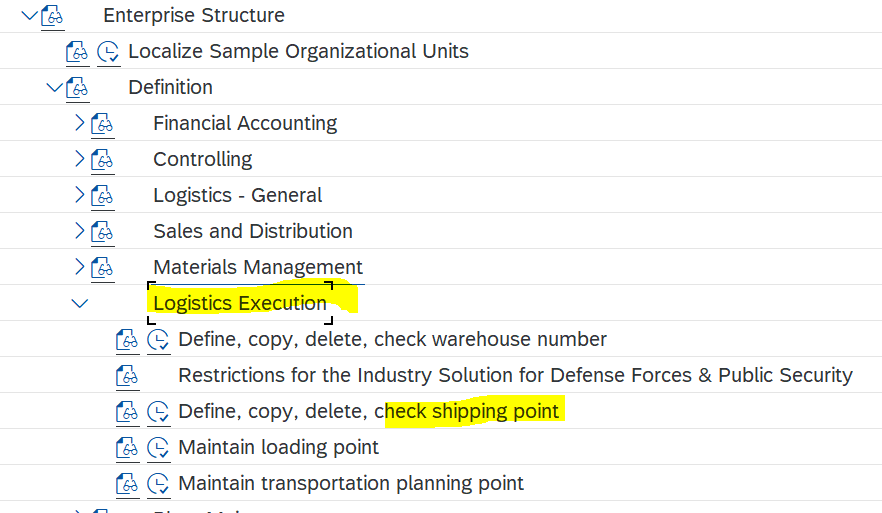 Enterprise Structure
Localize Sample Organizational Units
Definition
Financial Accounting
Controlling
Logistics - General
Sales and Distribution
Materials Management
Logistics Execution
Define, copy, delete, check warehouse number
Restrictions for the Industry Solution for Defense Forces & Public Security
Define, copy, delete, check shipping point
Maintain loading point
Maintain transportation planning point